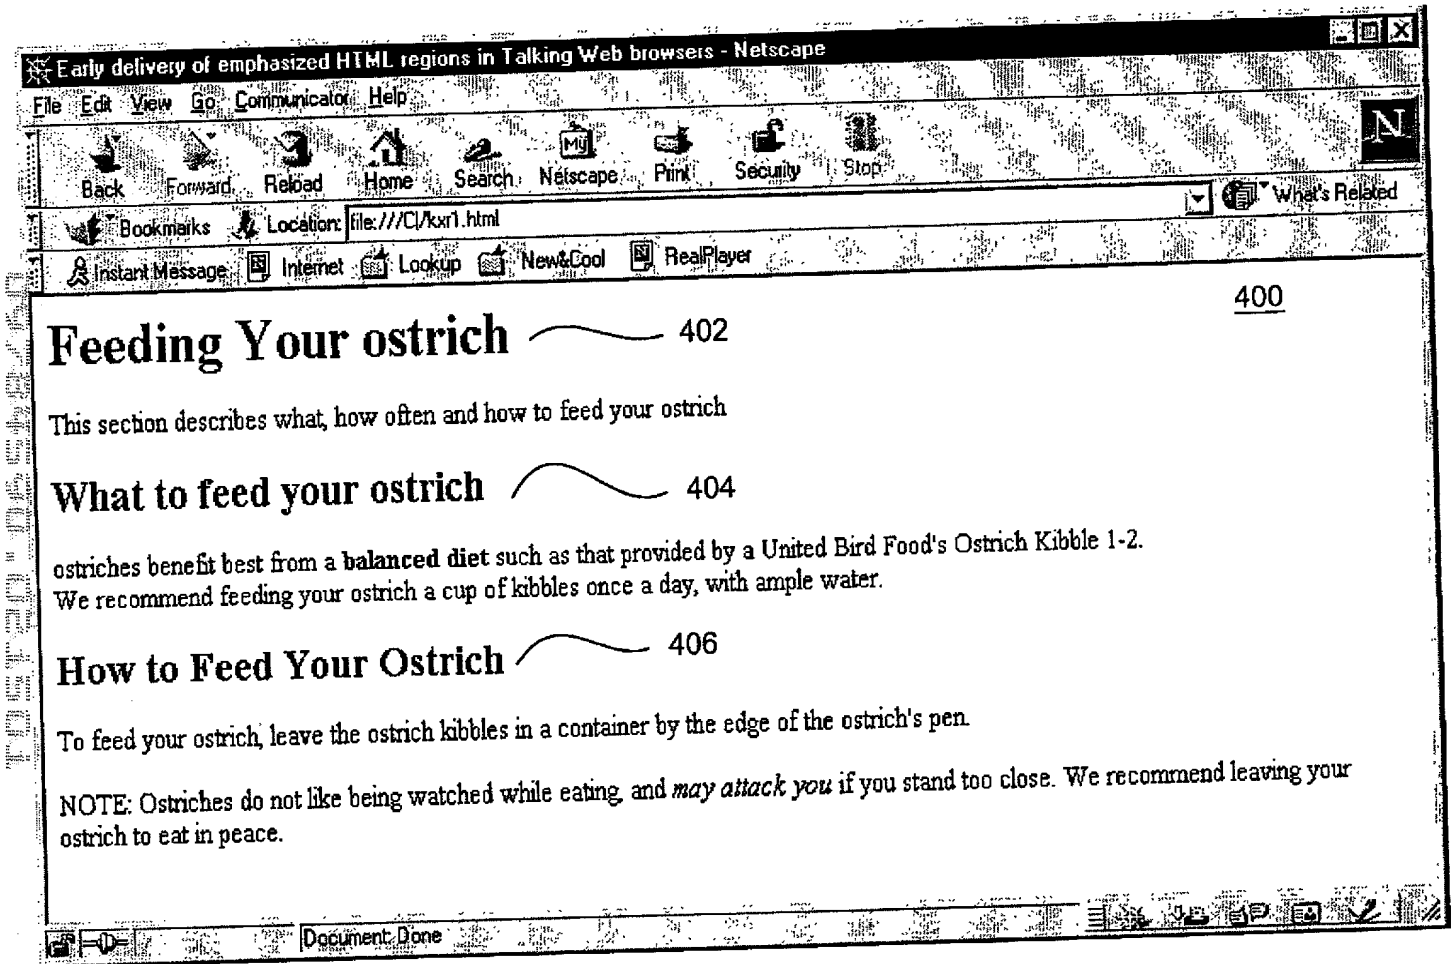 Early delivery of emphasized HTML regions in Talking Web browsers - Netscape
File Edit View Go Communicator Help
N
My
Back Forward Reload Home Search Netscape Print Security Stop
Bookmarks Location: file:///C|/kxr1.html What's Related
Instant Message Internet Lookup New&Cool RealPlayer
400
Feeding Your ostrich 402
This section describes what, how often and how to feed your ostrich
What to feed your ostrich 404
ostriches benefit best from a balanced diet such as that provided by a United Bird Food's Ostrich Kibble 1-2.
We recommend feeding your ostrich a cup of kibbles once a day, with ample water.
How to Feed Your Ostrich 406
To feed your ostrich, leave the ostrich kibbles in a container by the edge of the ostrich's pen.
NOTE: Ostriches do not like being watched while eating, and may attack you if you stand too close. We recommend leaving your
ostrich to eat in peace.
Document: Done